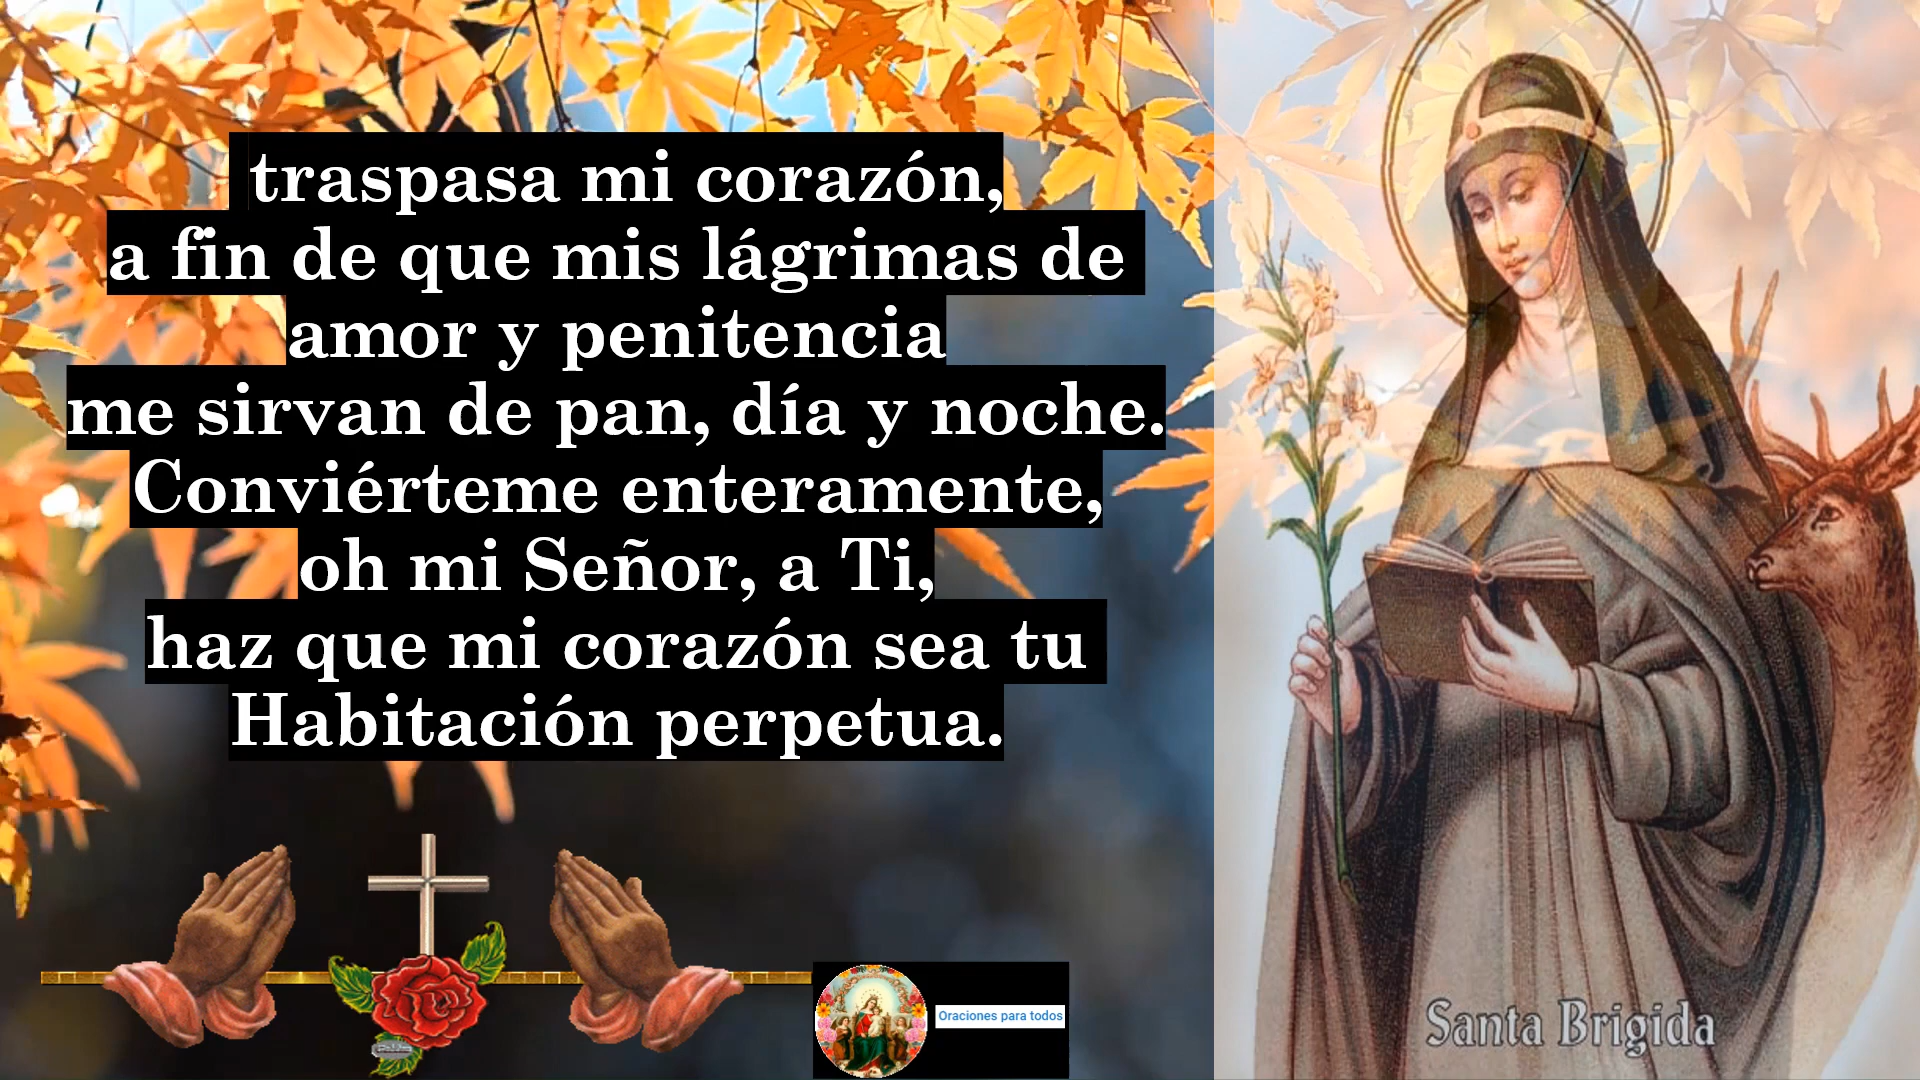 traspasa mi corazón,
a fin de que mis lágrimas de
amor y penitencia
me sirvan de pan, día y noche.
Conviérteme enteramente,
oh mi Señor, a Ti,
haz que mi corazón sea tu
Habitación perpetua.
Oraciones para todos
Santa Brigida